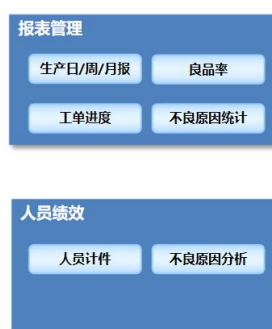 报表管理
生产日/周/月报 良品率
工单进度 不良原因统计
人员绩效
人员计件 不良原因分析